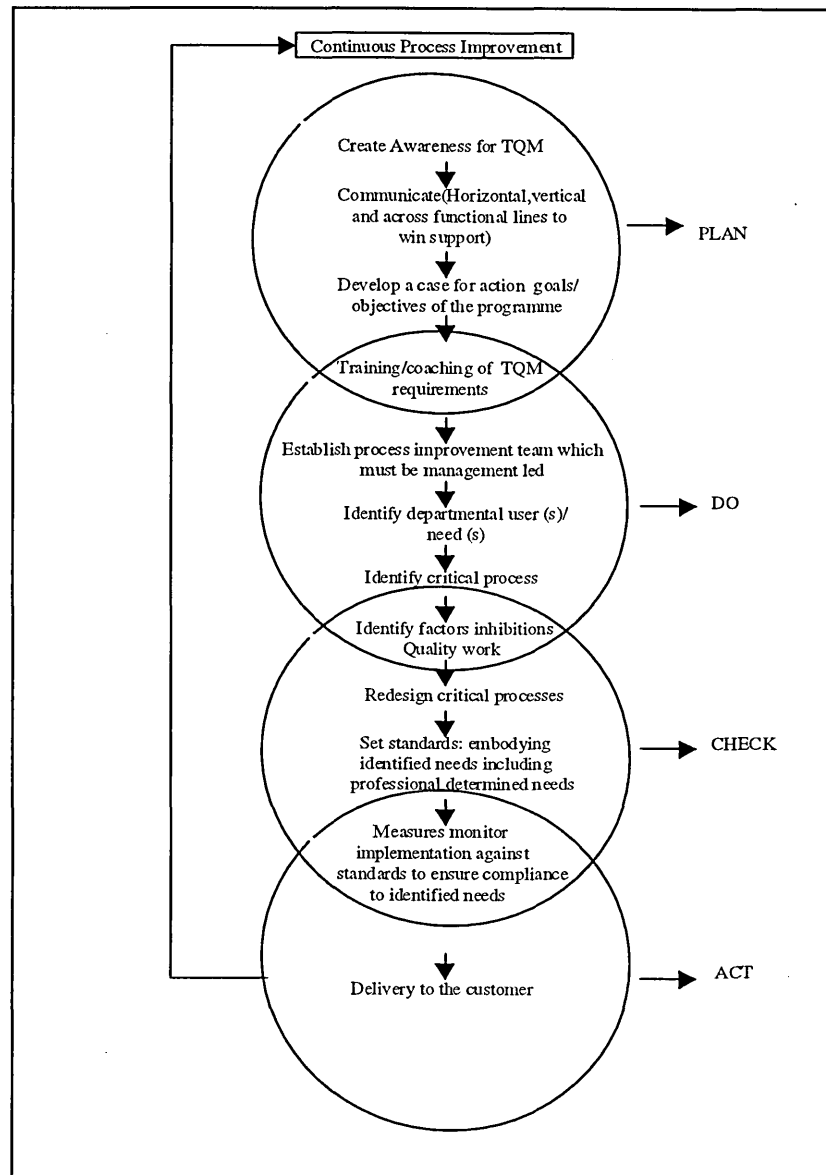 Continuous Process Improvement
Create Awareness for TQM
Communicate(Horizontal,vertical
and across functional lines to
win support)
PLAN
Develop a case for action goals/
objectives of the programme
Training/coaching of TQM
requirements
Establish process improvement team which
must be management led
DO
Identify departmental user (s)/
need (s)
Identify critical process
Identify factors inhibitions
Quality work
Redesign critical processes
Set standards: embodying
identified needs including
professional determined needs
CHECK
Measures monitor
implementation against
standards to ensure compliance
to identified needs
ACT
Delivery to the customer